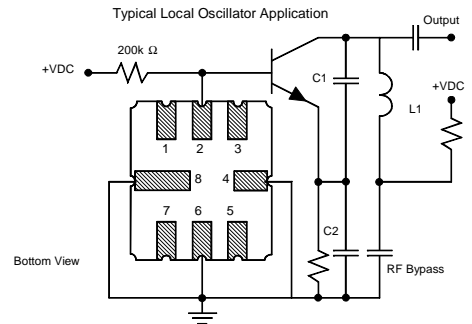 Typical Local Oscillator Application
Output
200k Ω
+VDC
C1
+VDC
L1
1 2 3
8 4
7 6 5
C2
Bottom View
RF Bypass